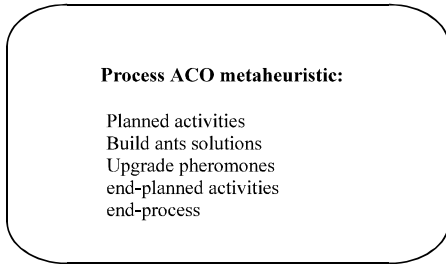 Process ACO metaheuristic:
Planned activities
Build ants solutions
Upgrade pheromones
end-planned activities
end-process